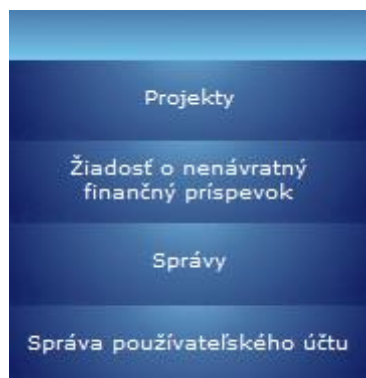 Projekty
Žiadosť o nenávratný
finančný príspevok
Správy
Správa používateľského účtu